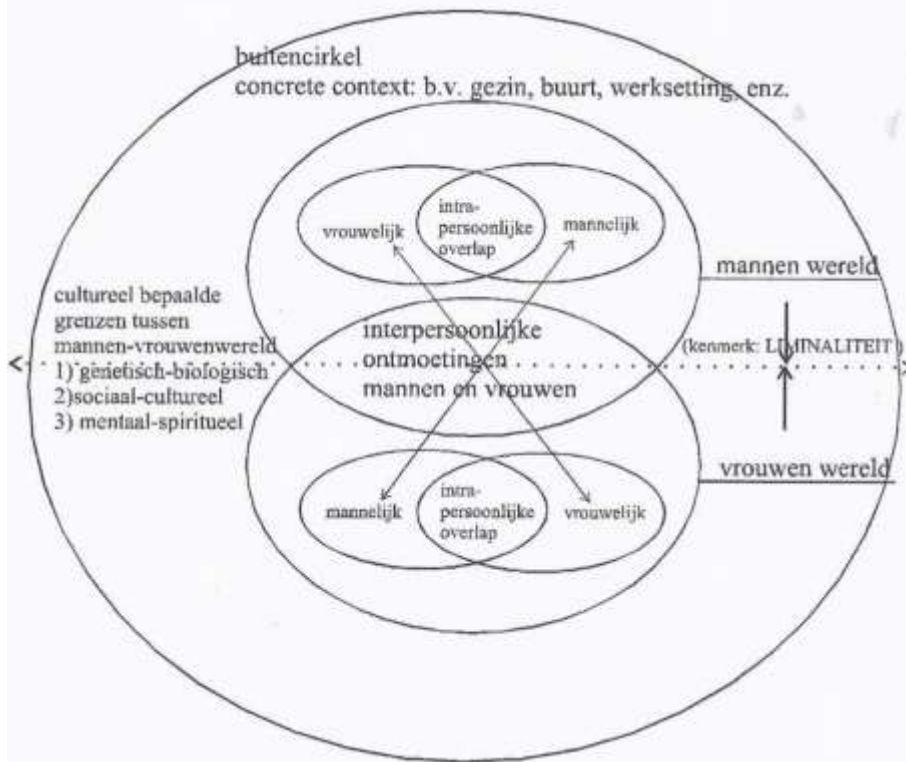 buitencirkel
concrete context: b.v. gezin, buurt, werksetting, enz.
vrouwelijk
intra-
persoonlijke
overlap
mannelijk
mannen wereld
cultureel bepaalde
grenzen tussen
mannen-vrouwenwereld
1) genetisch-biologisch
2)sociaal-cultureel
3) mentaal-spiritueel
interpersoonlijke
ontmoetingen
mannen en vrouwen
(kenmerk: LIMINALITEIT)
vrouwen wereld
mannelijk
intra-
persoonlijke
overlap
vrouwelijk